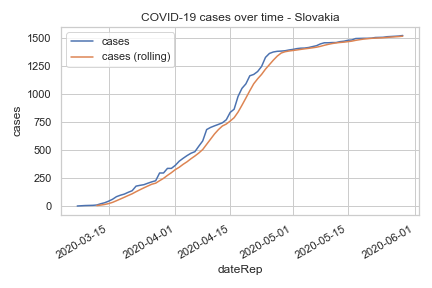 COVID-19 cases over time - Slovakia
cases
cases (rolling)
1500
1250
1000
750
500
250
0
cases
2020-03-15
2020-04-01
2020-04-15
2020-05-01
2020-05-15
2020-06-01
dateRep